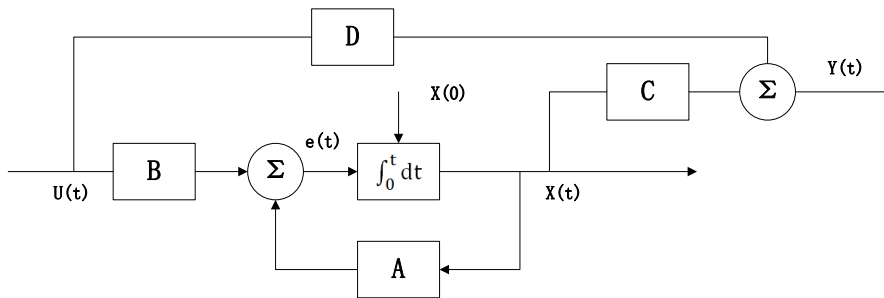 D
Y(t)
X(0)
C
Σ
e(t)
B
Σ
∫₀ᵗ dt
U(t)
X(t)
A